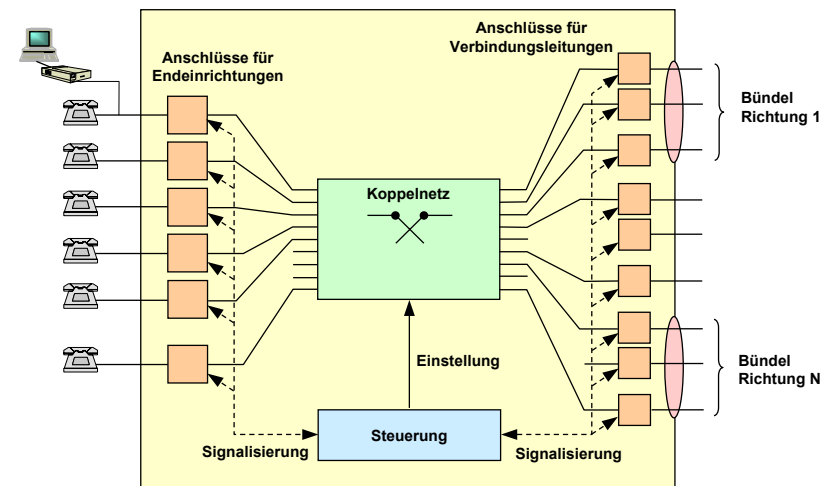 Anschlüsse für
Endeinrichtungen
Anschlüsse für
Verbindungsleitungen
Bündel
Richtung 1
Koppelnetz
Einstellung
Bündel
Richtung N
Steuerung
Signalisierung
Signalisierung